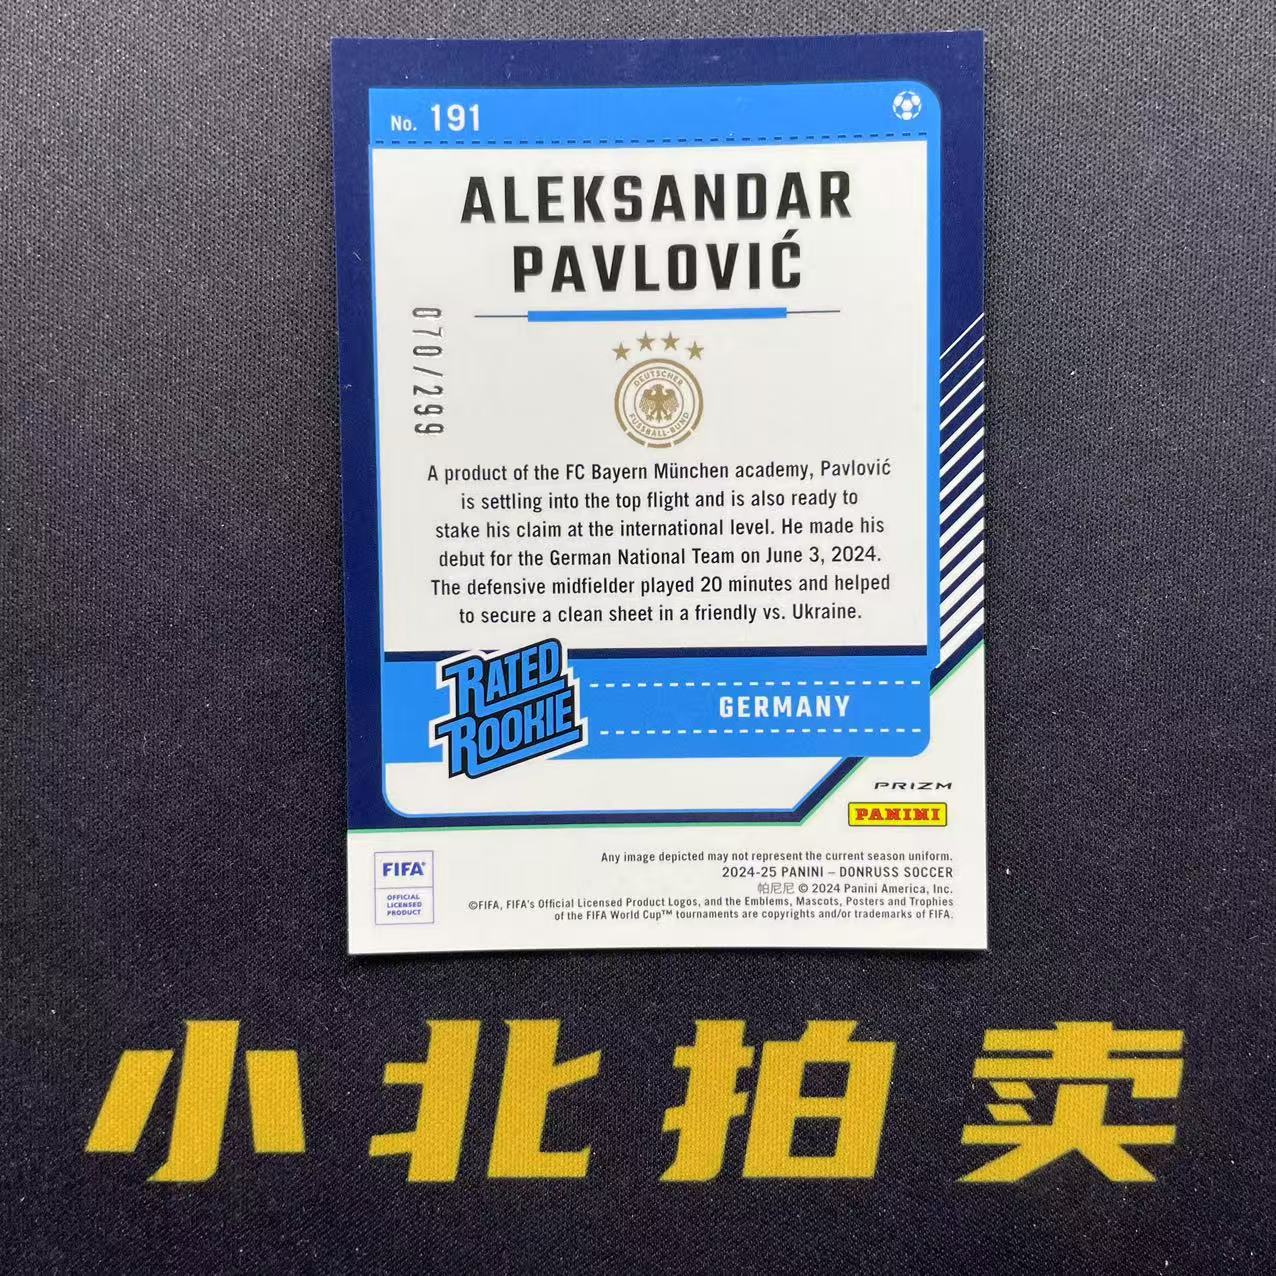 No. 191
ALEKSANDAR
PAVLOVIĆ
070/299
DEUTSCHER
FUSSBALL-BUND
A product of the FC Bayern München academy, Pavlović
is settling into the top flight and is also ready to
stake his claim at the international level. He made his
debut for the German National Team on June 3, 2024.
The defensive midfielder played 20 minutes and helped
to secure a clean sheet in a friendly vs. Ukraine.
RATED
ROOKIE
GERMANY
PRIZM
PANINI
FIFA®
OFFICIAL
LICENSED
PRODUCT
Any image depicted may not represent the current season uniform.
2024-25 PANINI – DONRUSS SOCCER
帕尼尼 © 2024 Panini America, Inc.
©FIFA, FIFA's Official Licensed Product Logos, and the Emblems, Mascots, Posters and Trophies
of the FIFA World Cup™ tournaments are copyrights and/or trademarks of FIFA.
小北拍卖